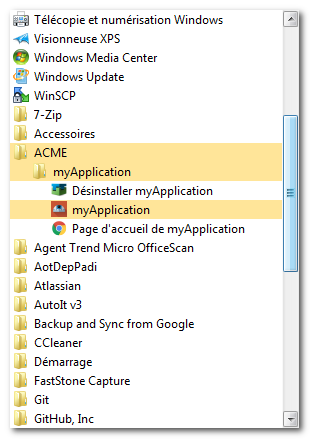 Télécopie et numérisation Windows
Visionneuse XPS
Windows Media Center
Windows Update
WinSCP
7-Zip
Accessoires
ACME
myApplication
Désinstaller myApplication
myApplication
Page d'accueil de myApplication
Agent Trend Micro OfficeScan
AotDepPadi
Atlassian
AutoIt v3
Backup and Sync from Google
CCleaner
Démarrage
FastStone Capture
Git
GitHub, Inc